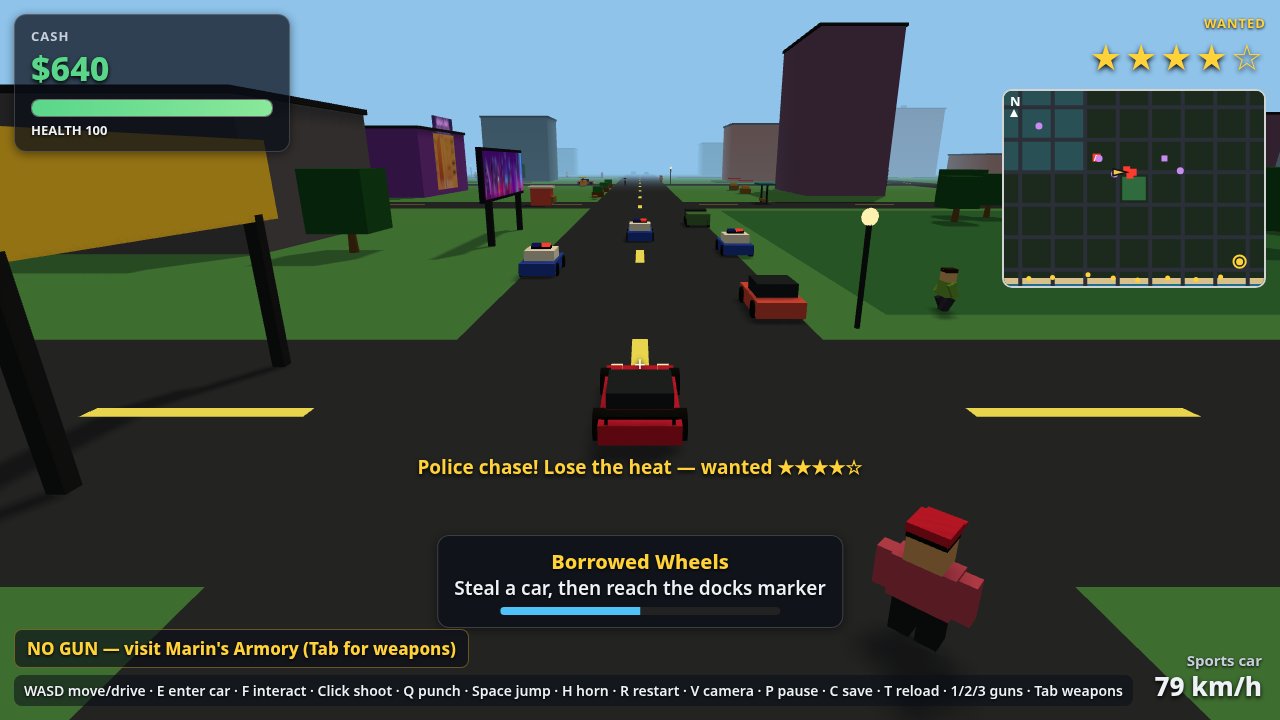 CASH
$640
HEALTH 100
WANTED
★★★★☆
N
Police chase! Lose the heat — wanted ★★★★☆
Borrowed Wheels
Steal a car, then reach the docks marker
NO GUN — visit Marin's Armory (Tab for weapons)
WASD move/drive · E enter car · F interact · Click shoot · Q punch · Space jump · H horn · R restart · V camera · P pause · C save · T reload · 1/2/3 guns · Tab weapons
Sports car
79 km/h